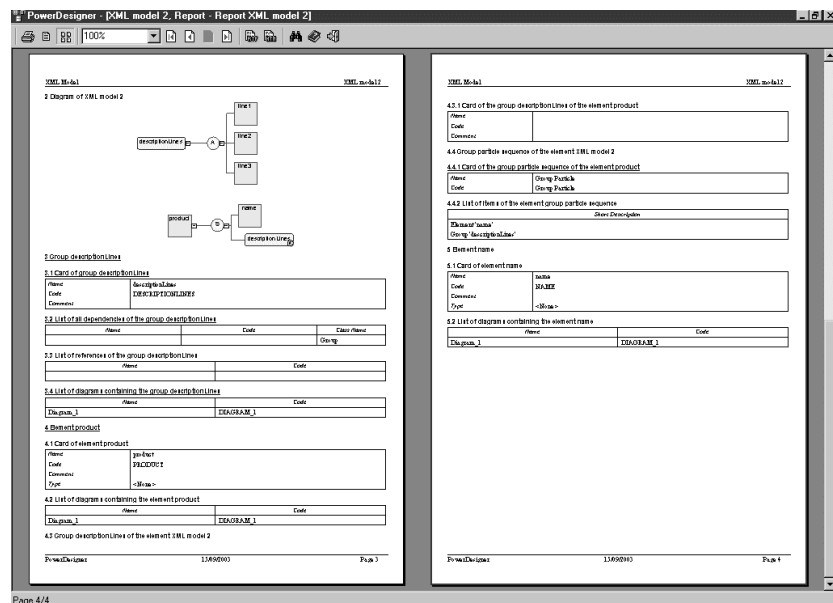 PowerDesigner - [XML model 2, Report - Report XML model 2]
100%
XML Model XML model 2
2 Diagram of XML model 2
line1
descriptionLines A line2
line3
name
product B
descriptionLines
3 Group descriptionLines
3.1 Card of group descriptionLines
Name descriptionLines
Code DESCRIPTIONLINES
Comment
3.2 List of all dependencies of the group descriptionLines
Name Code Class Name
Group
3.3 List of references of the group descriptionLines
Name Code
3.4 List of diagrams containing the group descriptionLines
Name Code
Diagram_1 DIAGRAM_1
4 Element product
4.1 Card of element product
Name product
Code PRODUCT
Comment
Type <None>
4.2 List of diagrams containing the element product
Name Code
Diagram_1 DIAGRAM_1
4.3 Group descriptionLines of the element XML model 2
PowerDesigner 15/09/2003 Page 3
XML Model XML model 2
4.3.1 Card of the group descriptionLines of the element product
Name
Code
Comment
4.4 Group particle sequence of the element XML model 2
4.4.1 Card of the group particle sequence of the element product
Name Group Particle
Code Group Particle
4.4.2 List of items of the element group particle sequence
Short Description
Element 'name'
Group 'descriptionLines'
5 Element name
5.1 Card of element name
Name name
Code NAME
Comment
Type <None>
5.2 List of diagrams containing the element name
Name Code
Diagram_1 DIAGRAM_1
PowerDesigner 15/09/2003 Page 4
Page 4/4